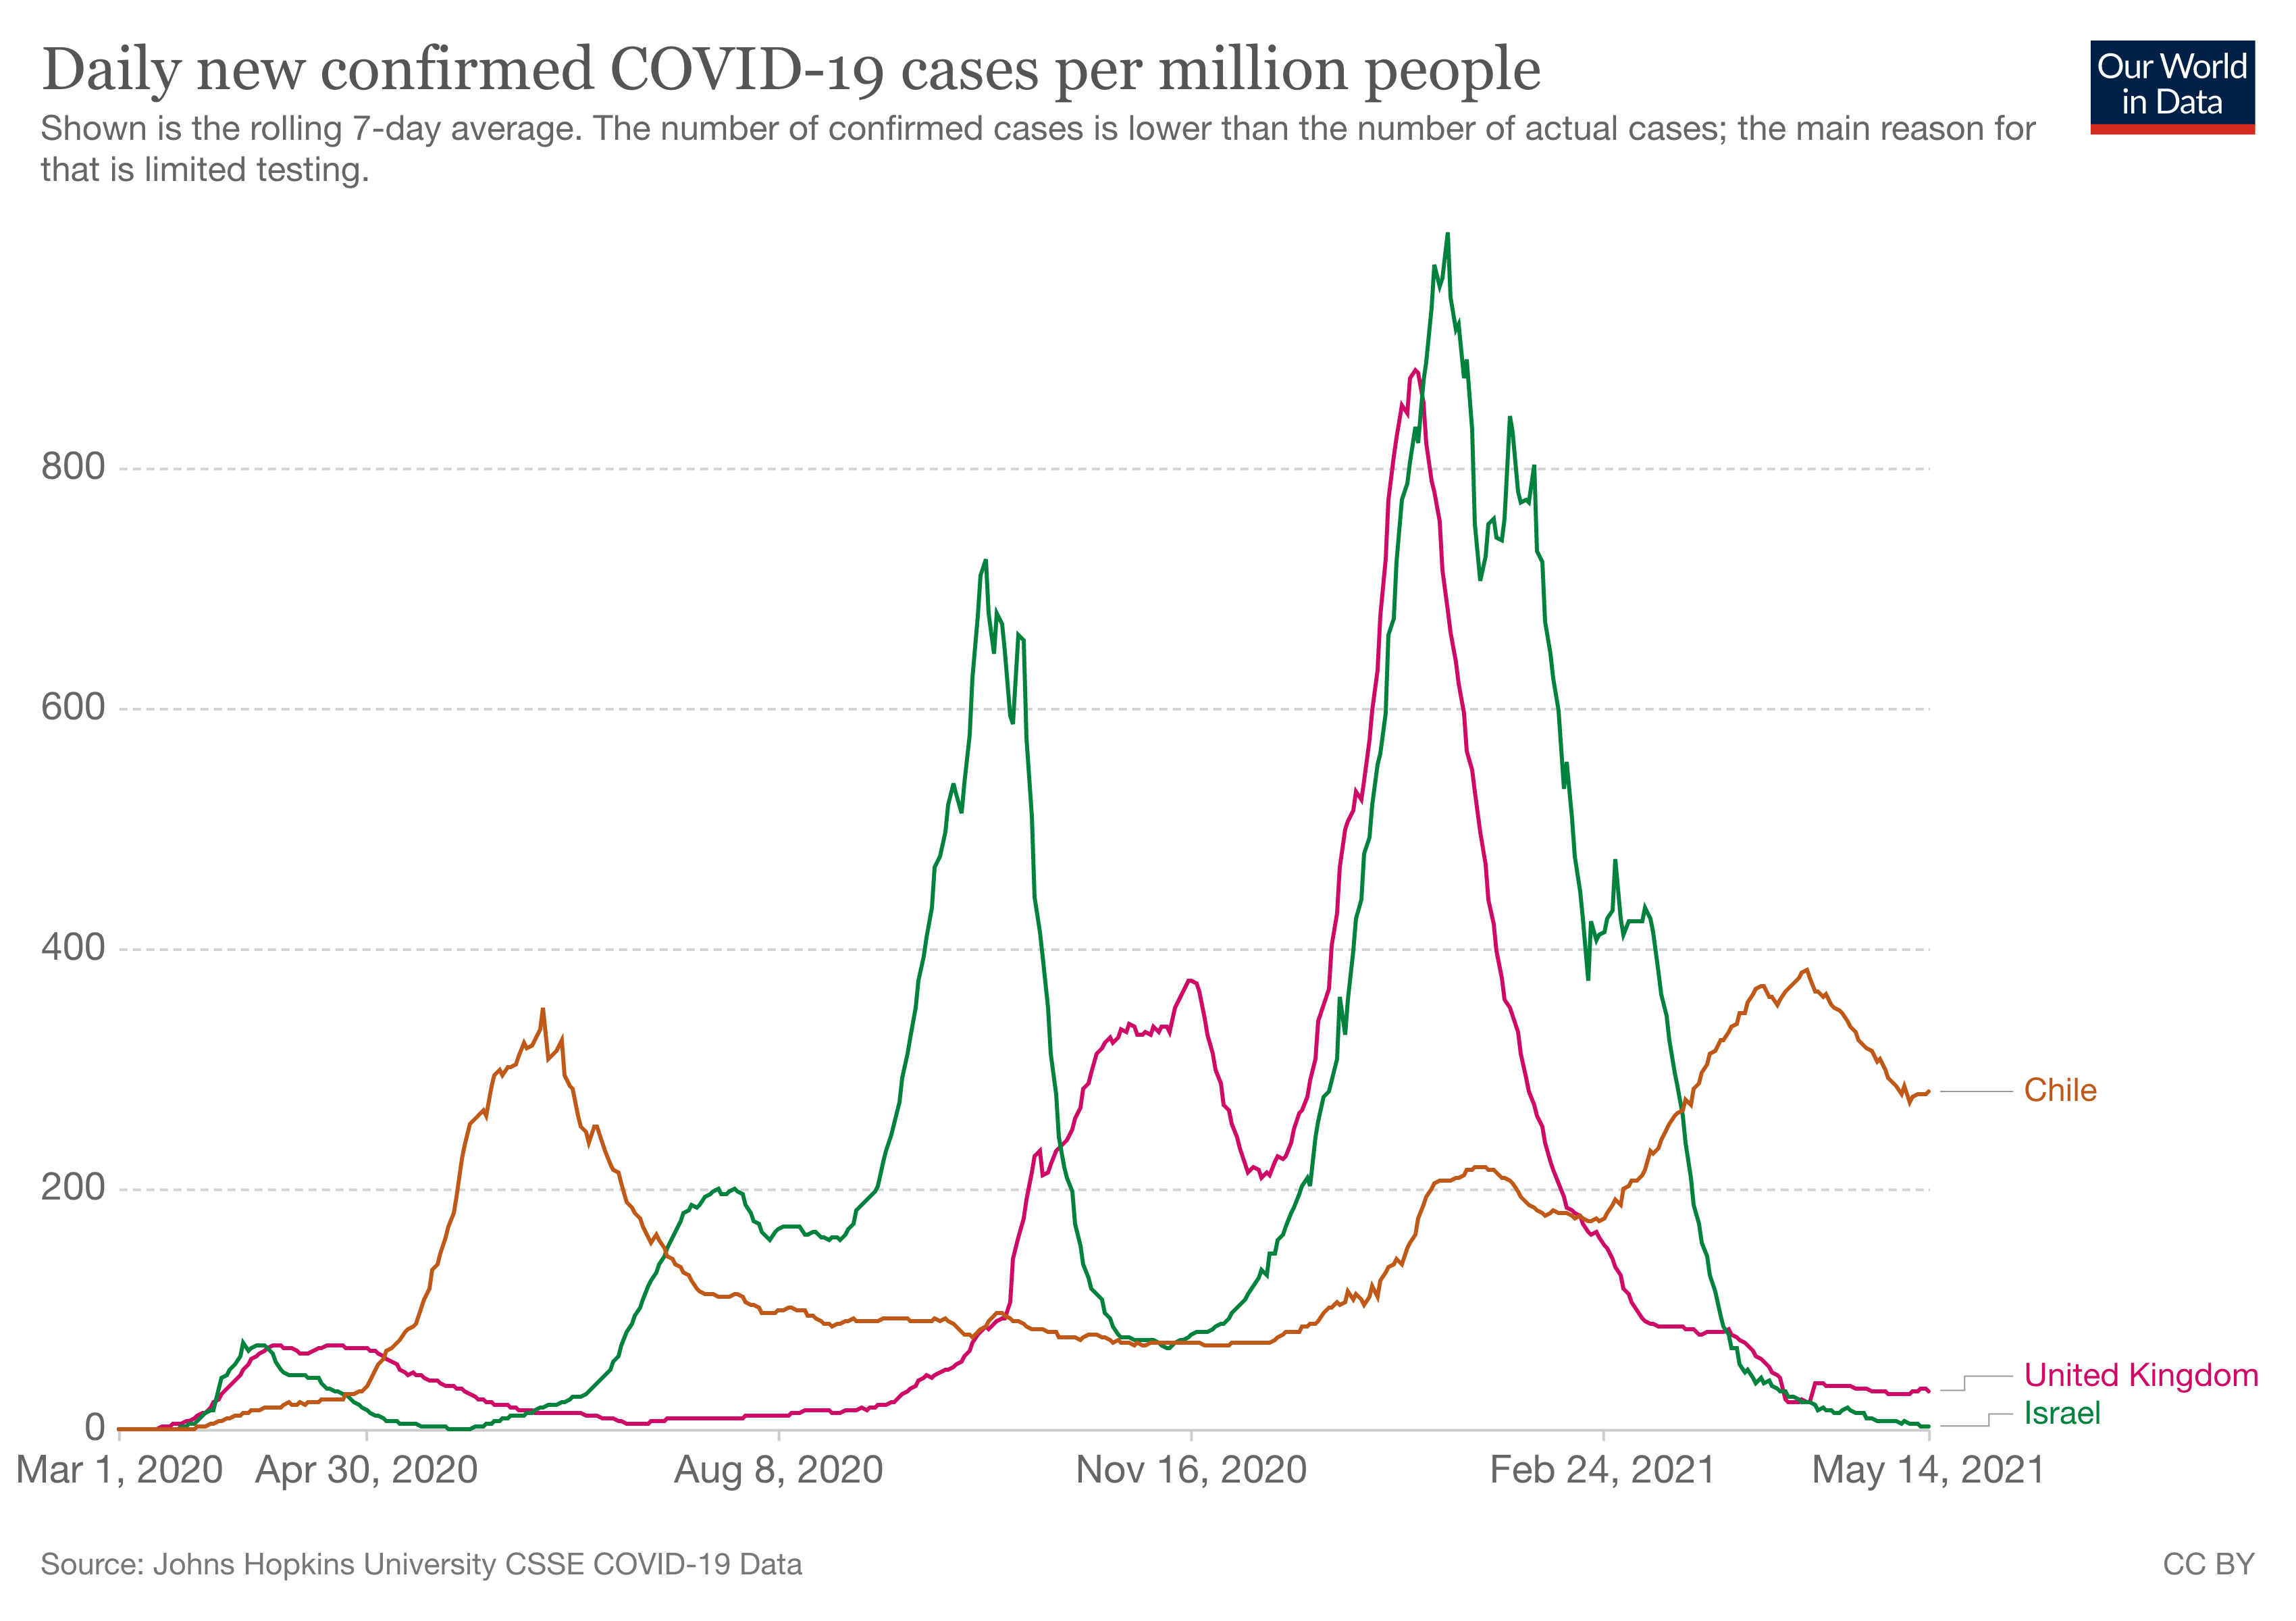 Daily new confirmed COVID-19 cases per million people
Our World
in Data
Shown is the rolling 7-day average. The number of confirmed cases is lower than the number of actual cases; the main reason for
that is limited testing.
800
600
400
200
0
Chile
United Kingdom
Israel
Mar 1, 2020 Apr 30, 2020 Aug 8, 2020 Nov 16, 2020 Feb 24, 2021 May 14, 2021
Source: Johns Hopkins University CSSE COVID-19 Data CC BY